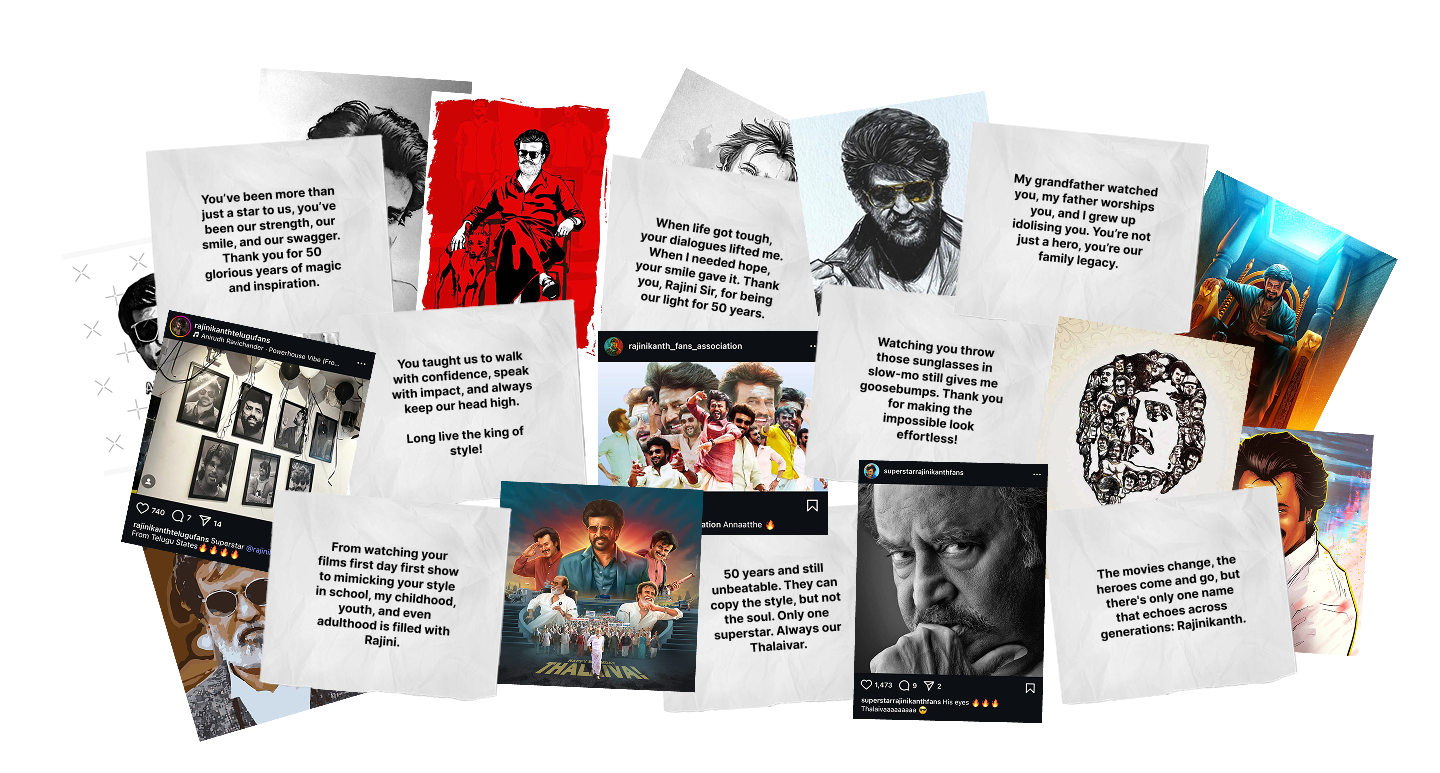 You've been more than
just a star to us, you've
been our strength, our
smile, and our swagger.
Thank you for 50
glorious years of magic
and inspiration.
When life got tough,
your dialogues lifted me.
When I needed hope,
your smile gave it. Thank
you, Rajini Sir, for being
our light for 50 years.
My grandfather watched
you, my father worships
you, and I grew up
idolising you. You're not
just a hero, you're our
family legacy.
rajinikanthtelugufans
Anirudh Ravichander · Powerhouse Vibe (Fro...
740 7 14
rajinikanthtelugufans Superstar @rajini
From Telugu States🔥🔥🔥🔥
You taught us to walk
with confidence, speak
with impact, and always
keep our head high.
Long live the king of
style!
rajinikanth_fans_association
ation Annaatthe 🔥
Watching you throw
those sunglasses in
slow-mo still gives me
goosebumps. Thank you
for making the
impossible look
effortless!
From watching your
films first day first show
to mimicking your style
in school, my childhood,
youth, and even
adulthood is filled with
Rajini.
THALAIVA!
50 years and still
unbeatable. They can
copy the style, but not
the soul. Only one
superstar. Always our
Thalaivar.
superstarrajinikanthfans
1,473 9 2
superstarrajinikanthfans His eyes 🔥🔥🔥
Thalaivaaaaaaaaa 😎
The movies change, the
heroes come and go, but
there's only one name
that echoes across
generations: Rajinikanth.